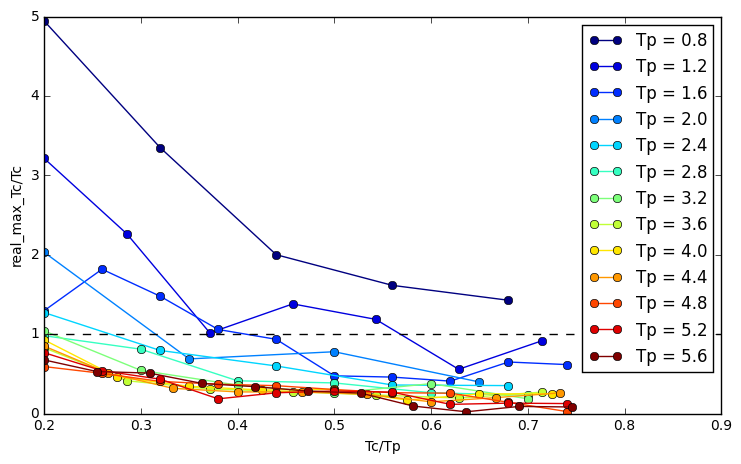 5
4
3
2
1
0
0.2 0.3 0.4 0.5 0.6 0.7 0.8 0.9
Tc/Tp
real_max_Tc/Tc
Tp = 0.8
Tp = 1.2
Tp = 1.6
Tp = 2.0
Tp = 2.4
Tp = 2.8
Tp = 3.2
Tp = 3.6
Tp = 4.0
Tp = 4.4
Tp = 4.8
Tp = 5.2
Tp = 5.6